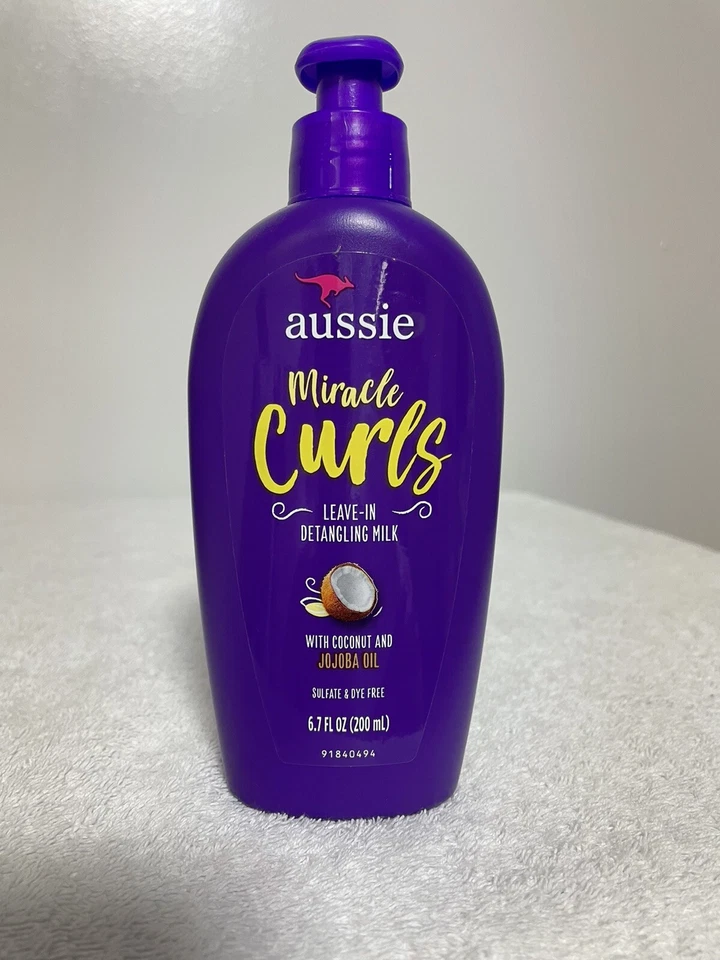 aussie
Miracle
Curls
LEAVE-IN
DETANGLING MILK
WITH COCONUT AND
JOJOBA OIL
SULFATE & DYE FREE
6.7 FL OZ (200 mL)
91840494